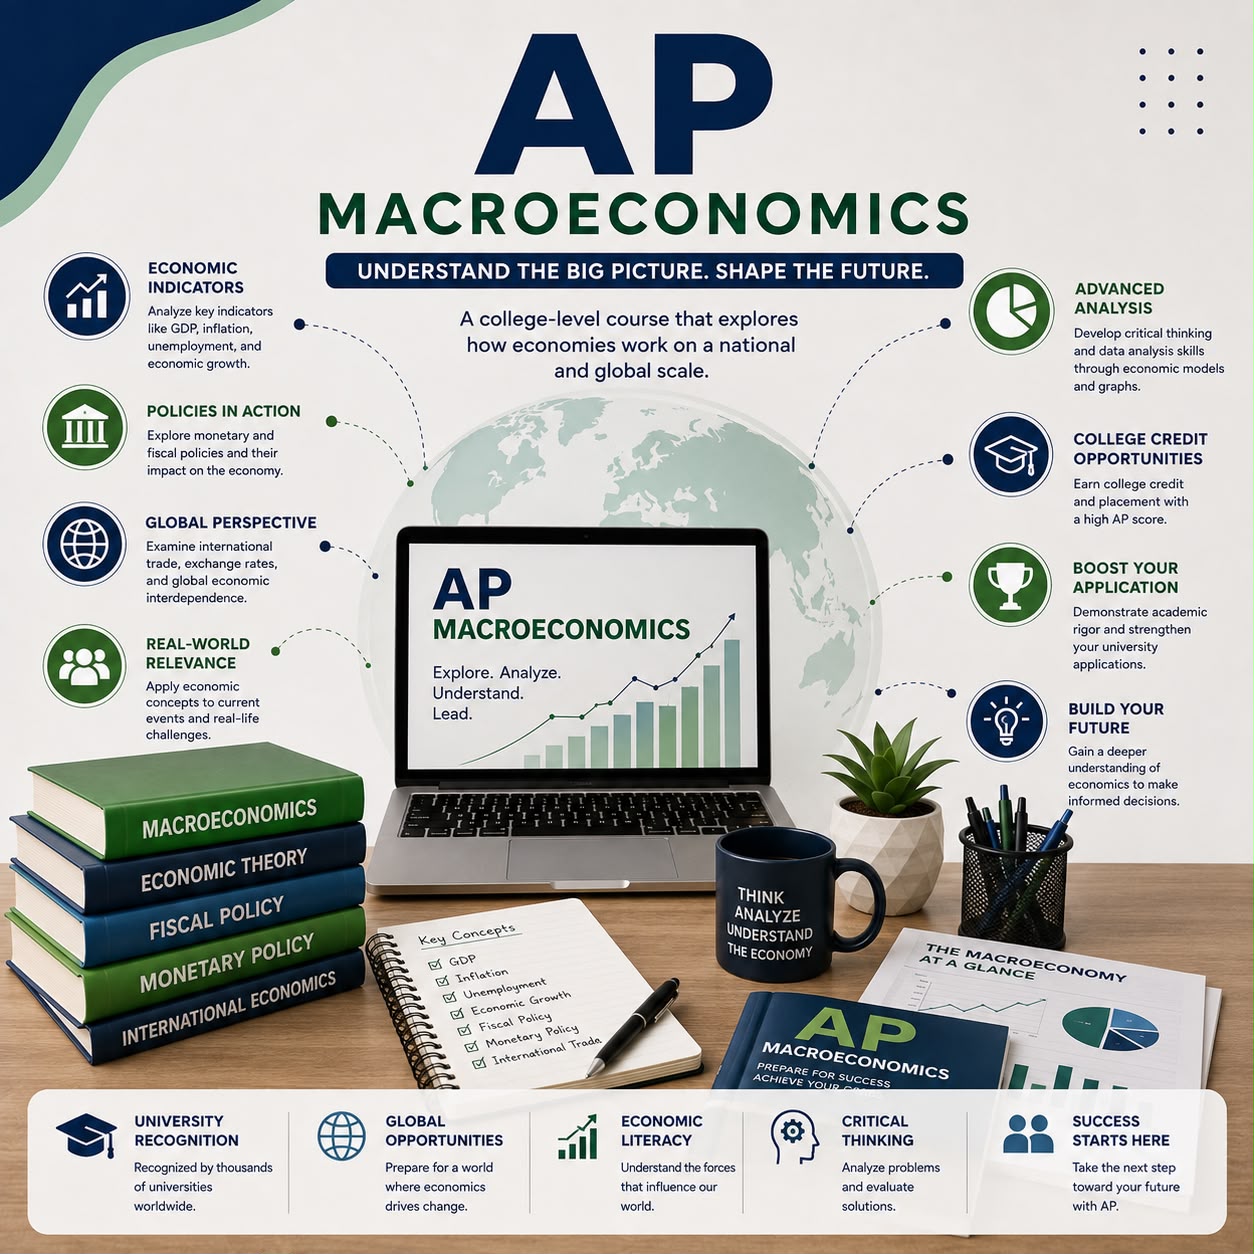 AP
MACROECONOMICS
UNDERSTAND THE BIG PICTURE. SHAPE THE FUTURE.
A college-level course that explores
how economies work on a national
and global scale.
ECONOMIC
INDICATORS
Analyze key indicators
like GDP, inflation,
unemployment, and
economic growth.
POLICIES IN ACTION
Explore monetary and
fiscal policies and their
impact on the economy.
GLOBAL PERSPECTIVE
Examine international
trade, exchange rates,
and global economic
interdependence.
REAL-WORLD
RELEVANCE
Apply economic
concepts to current
events and real-life
challenges.
ADVANCED
ANALYSIS
Develop critical thinking
and data analysis skills
through economic models
and graphs.
COLLEGE CREDIT
OPPORTUNITIES
Earn college credit
and placement with
a high AP score.
BOOST YOUR
APPLICATION
Demonstrate academic
rigor and strengthen
your university
applications.
BUILD YOUR
FUTURE
Gain a deeper
understanding of
economics to make
informed decisions.
AP
MACROECONOMICS
Explore. Analyze.
Understand.
Lead.
MACROECONOMICS
ECONOMIC THEORY
FISCAL POLICY
MONETARY POLICY
INTERNATIONAL ECONOMICS
Key Concepts
GDP
Inflation
Unemployment
Economic Growth
Fiscal Policy
Monetary Policy
International Trade
THINK
ANALYZE
UNDERSTAND
THE ECONOMY
THE MACROECONOMY
AT A GLANCE
AP
MACROECONOMICS
PREPARE FOR SUCCESS
ACHIEVE YOUR
UNIVERSITY
RECOGNITION
Recognized by thousands
of universities
worldwide.
GLOBAL
OPPORTUNITIES
Prepare for a world
where economics
drives change.
ECONOMIC
LITERACY
Understand the forces
that influence our
world.
CRITICAL
THINKING
Analyze problems
and evaluate
solutions.
SUCCESS
STARTS HERE
Take the next step
toward your future
with AP.